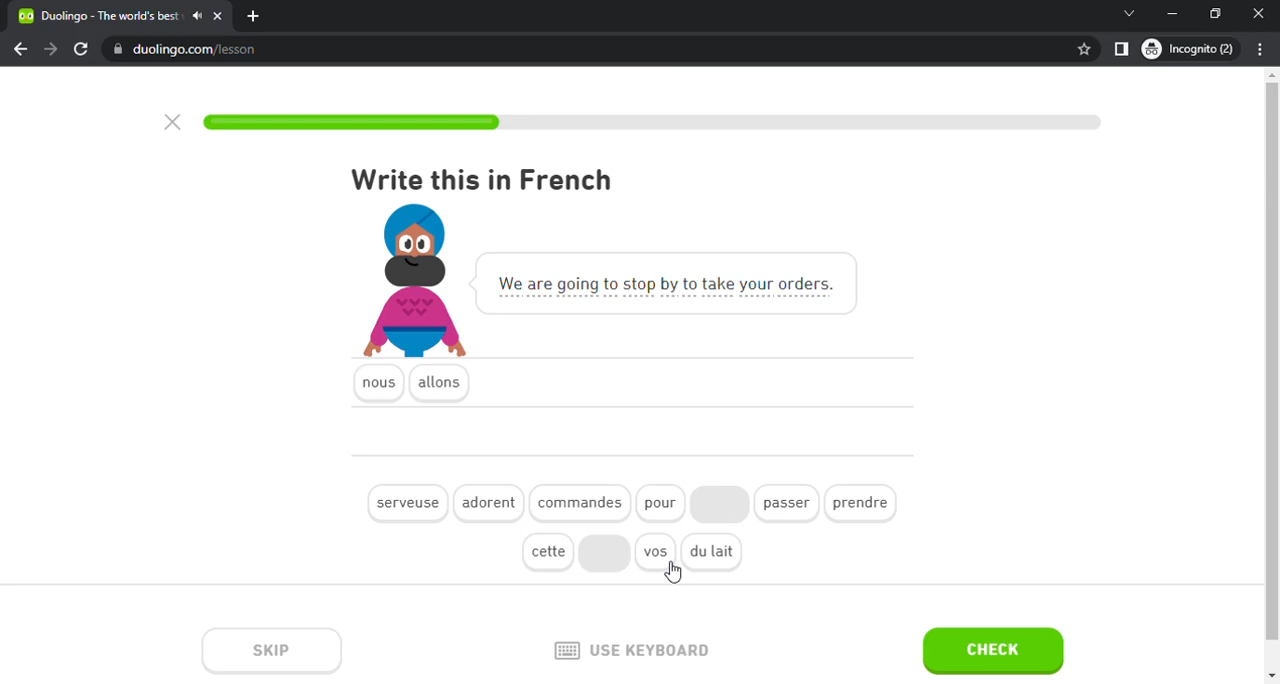 Duolingo - The world's best
duolingo.com/lesson
Incognito (2)
Write this in French
We are going to stop by to take your orders.
nous allons
serveuse adorent commandes pour passer prendre
cette vos du lait
SKIP USE KEYBOARD CHECK